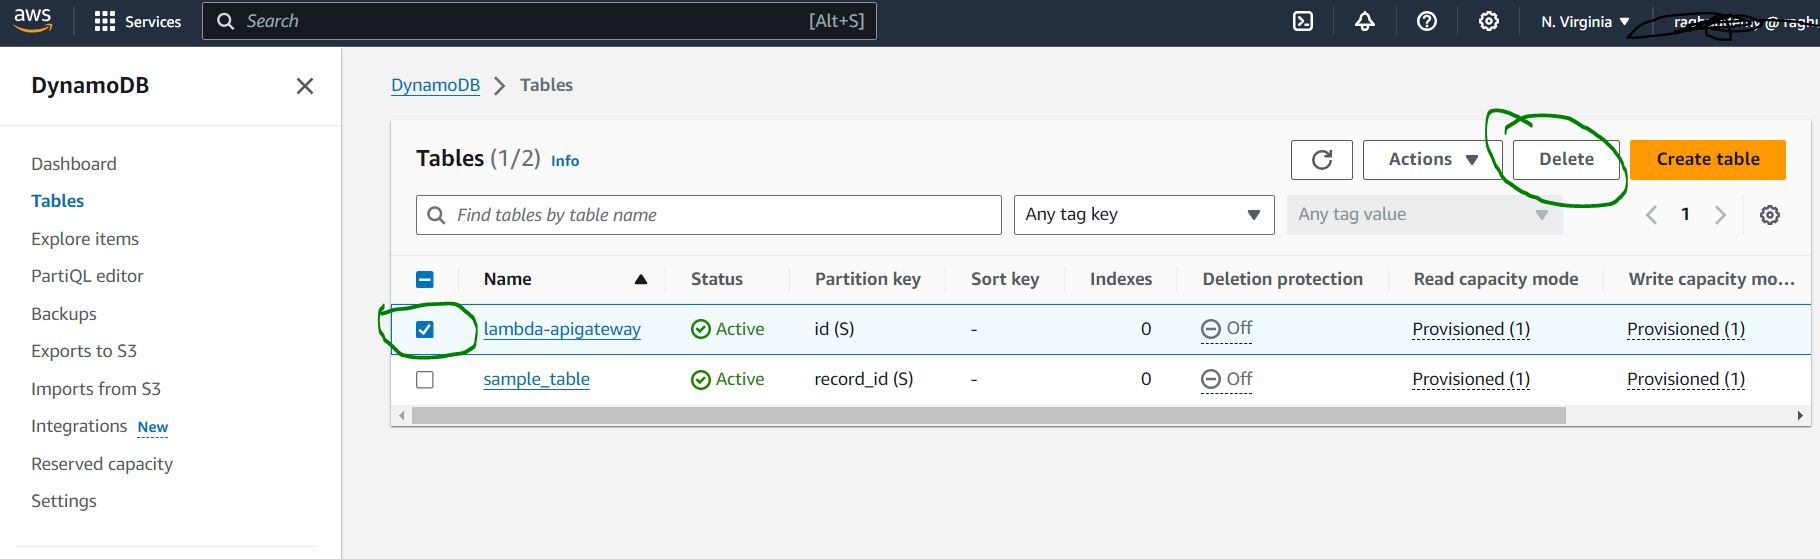 aws
Services
Search
[Alt+S]
N. Virginia
DynamoDB
Dashboard
Tables
Explore items
PartiQL editor
Backups
Exports to S3
Imports from S3
Integrations New
Reserved capacity
Settings
DynamoDB > Tables
Tables (1/2) Info
Actions
Delete
Create table
Find tables by table name
Any tag key
Any tag value
1
Name Status Partition key Sort key Indexes Deletion protection Read capacity mode Write capacity mo...
lambda-apigateway Active id (S) - 0 Off Provisioned (1) Provisioned (1)
sample_table Active record_id (S) - 0 Off Provisioned (1) Provisioned (1)